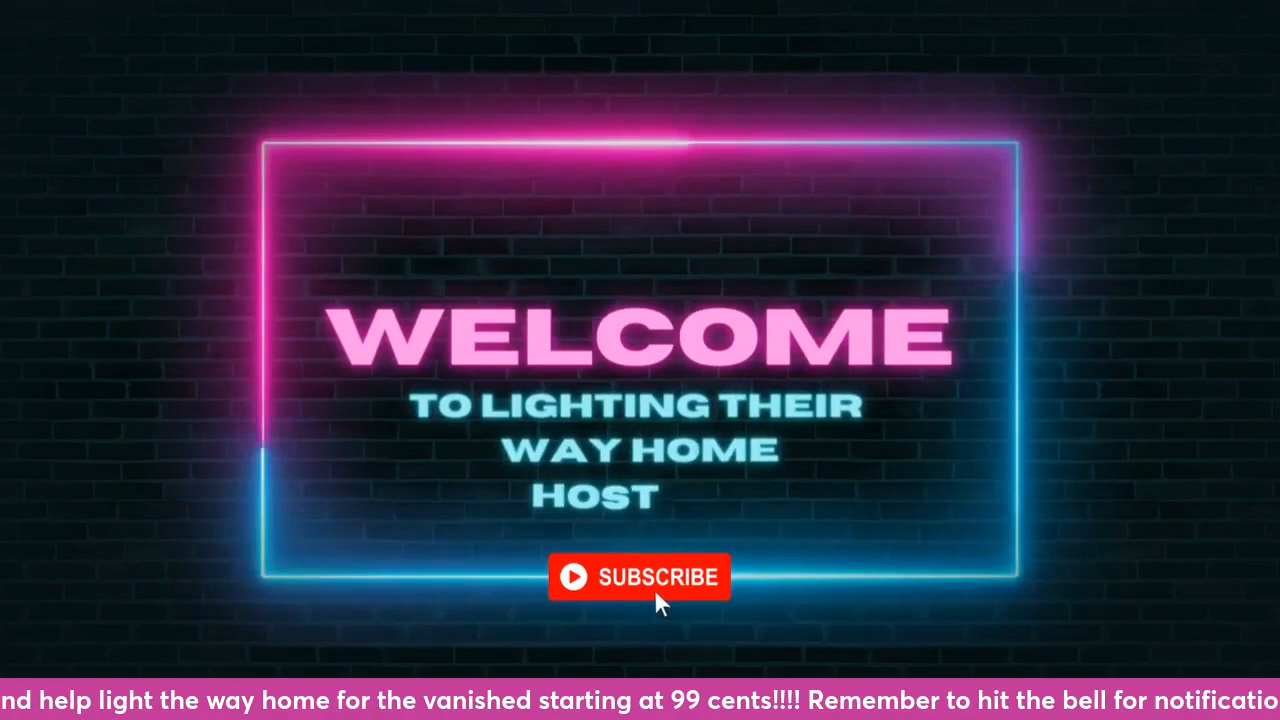 WELCOME
TO LIGHTING THEIR
WAY HOME
HOST
SUBSCRIBE
nd help light the way home for the vanished starting at 99 cents!!!! Remember to hit the bell for notificatio